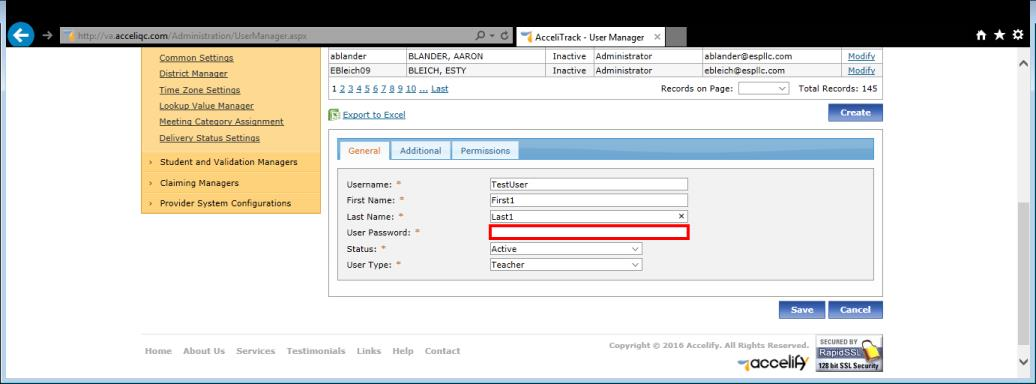 http://va.acceliqc.com/Administration/UserManager.aspx
AcceliTrack - User Manager
Common Settings
District Manager
Time Zone Settings
Lookup Value Manager
Meeting Category Assignment
Delivery Status Settings
› Student and Validation Managers
› Claiming Managers
› Provider System Configurations
ablander BLANDER, AARON Inactive Administrator ablander@espllc.com Modify
EBleich09 BLEICH, ESTY Inactive Administrator ebleich@espllc.com Modify
1 2 3 4 5 6 7 8 9 10 ... Last Records on Page: Total Records: 145
Export to Excel Create
General Additional Permissions
Username: * TestUser
First Name: * First1
Last Name: * Last1
User Password: *
Status: * Active
User Type: * Teacher
Save Cancel
Home About Us Services Testimonials Links Help Contact
Copyright © 2016 Accelify. All Rights Reserved.
accelify
SECURED BY
RapidSSL
128 bit SSL Security